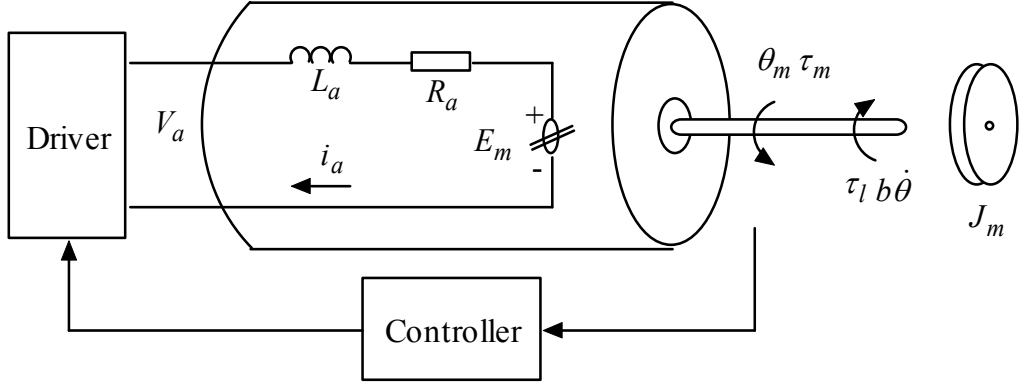 Driver
V_a
L_a
R_a
+
E_m
-
i_a
θ_m τ_m
τ_l bθ̇
J_m
Controller